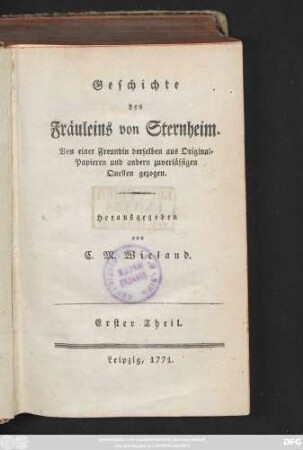 Geschichte
des
Fräuleins von Sternheim.
Von einer Freundin derselben aus Original-
Papieren und andern zuverläßigen
Quellen gezogen.
Herausgegeben
von
C. M. Wieland.
Erster Theil.
Leipzig, 1771.